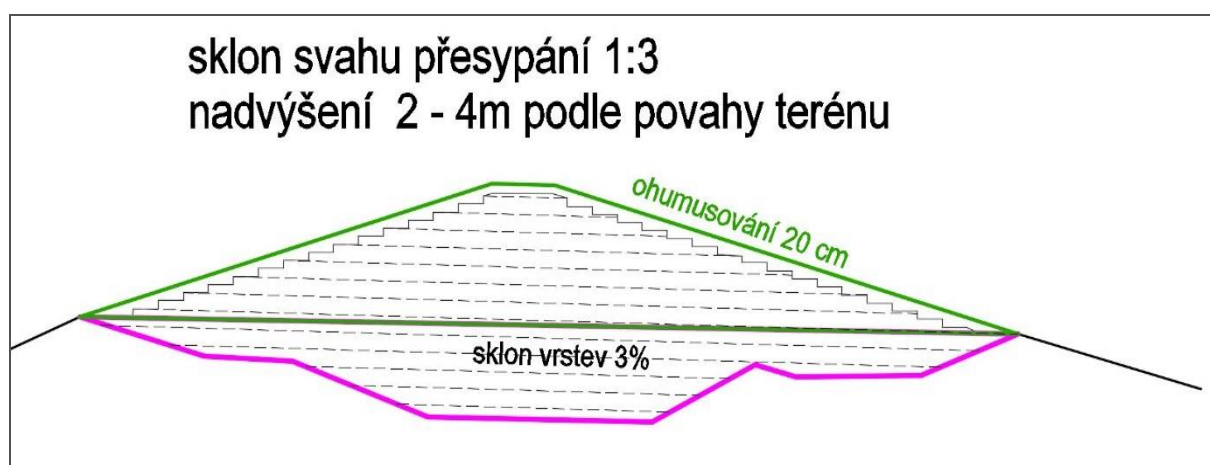 sklon svahu přesypání 1:3
nadvýšení 2 - 4m podle povahy terénu
ohumusování 20 cm
sklon vrstev 3%